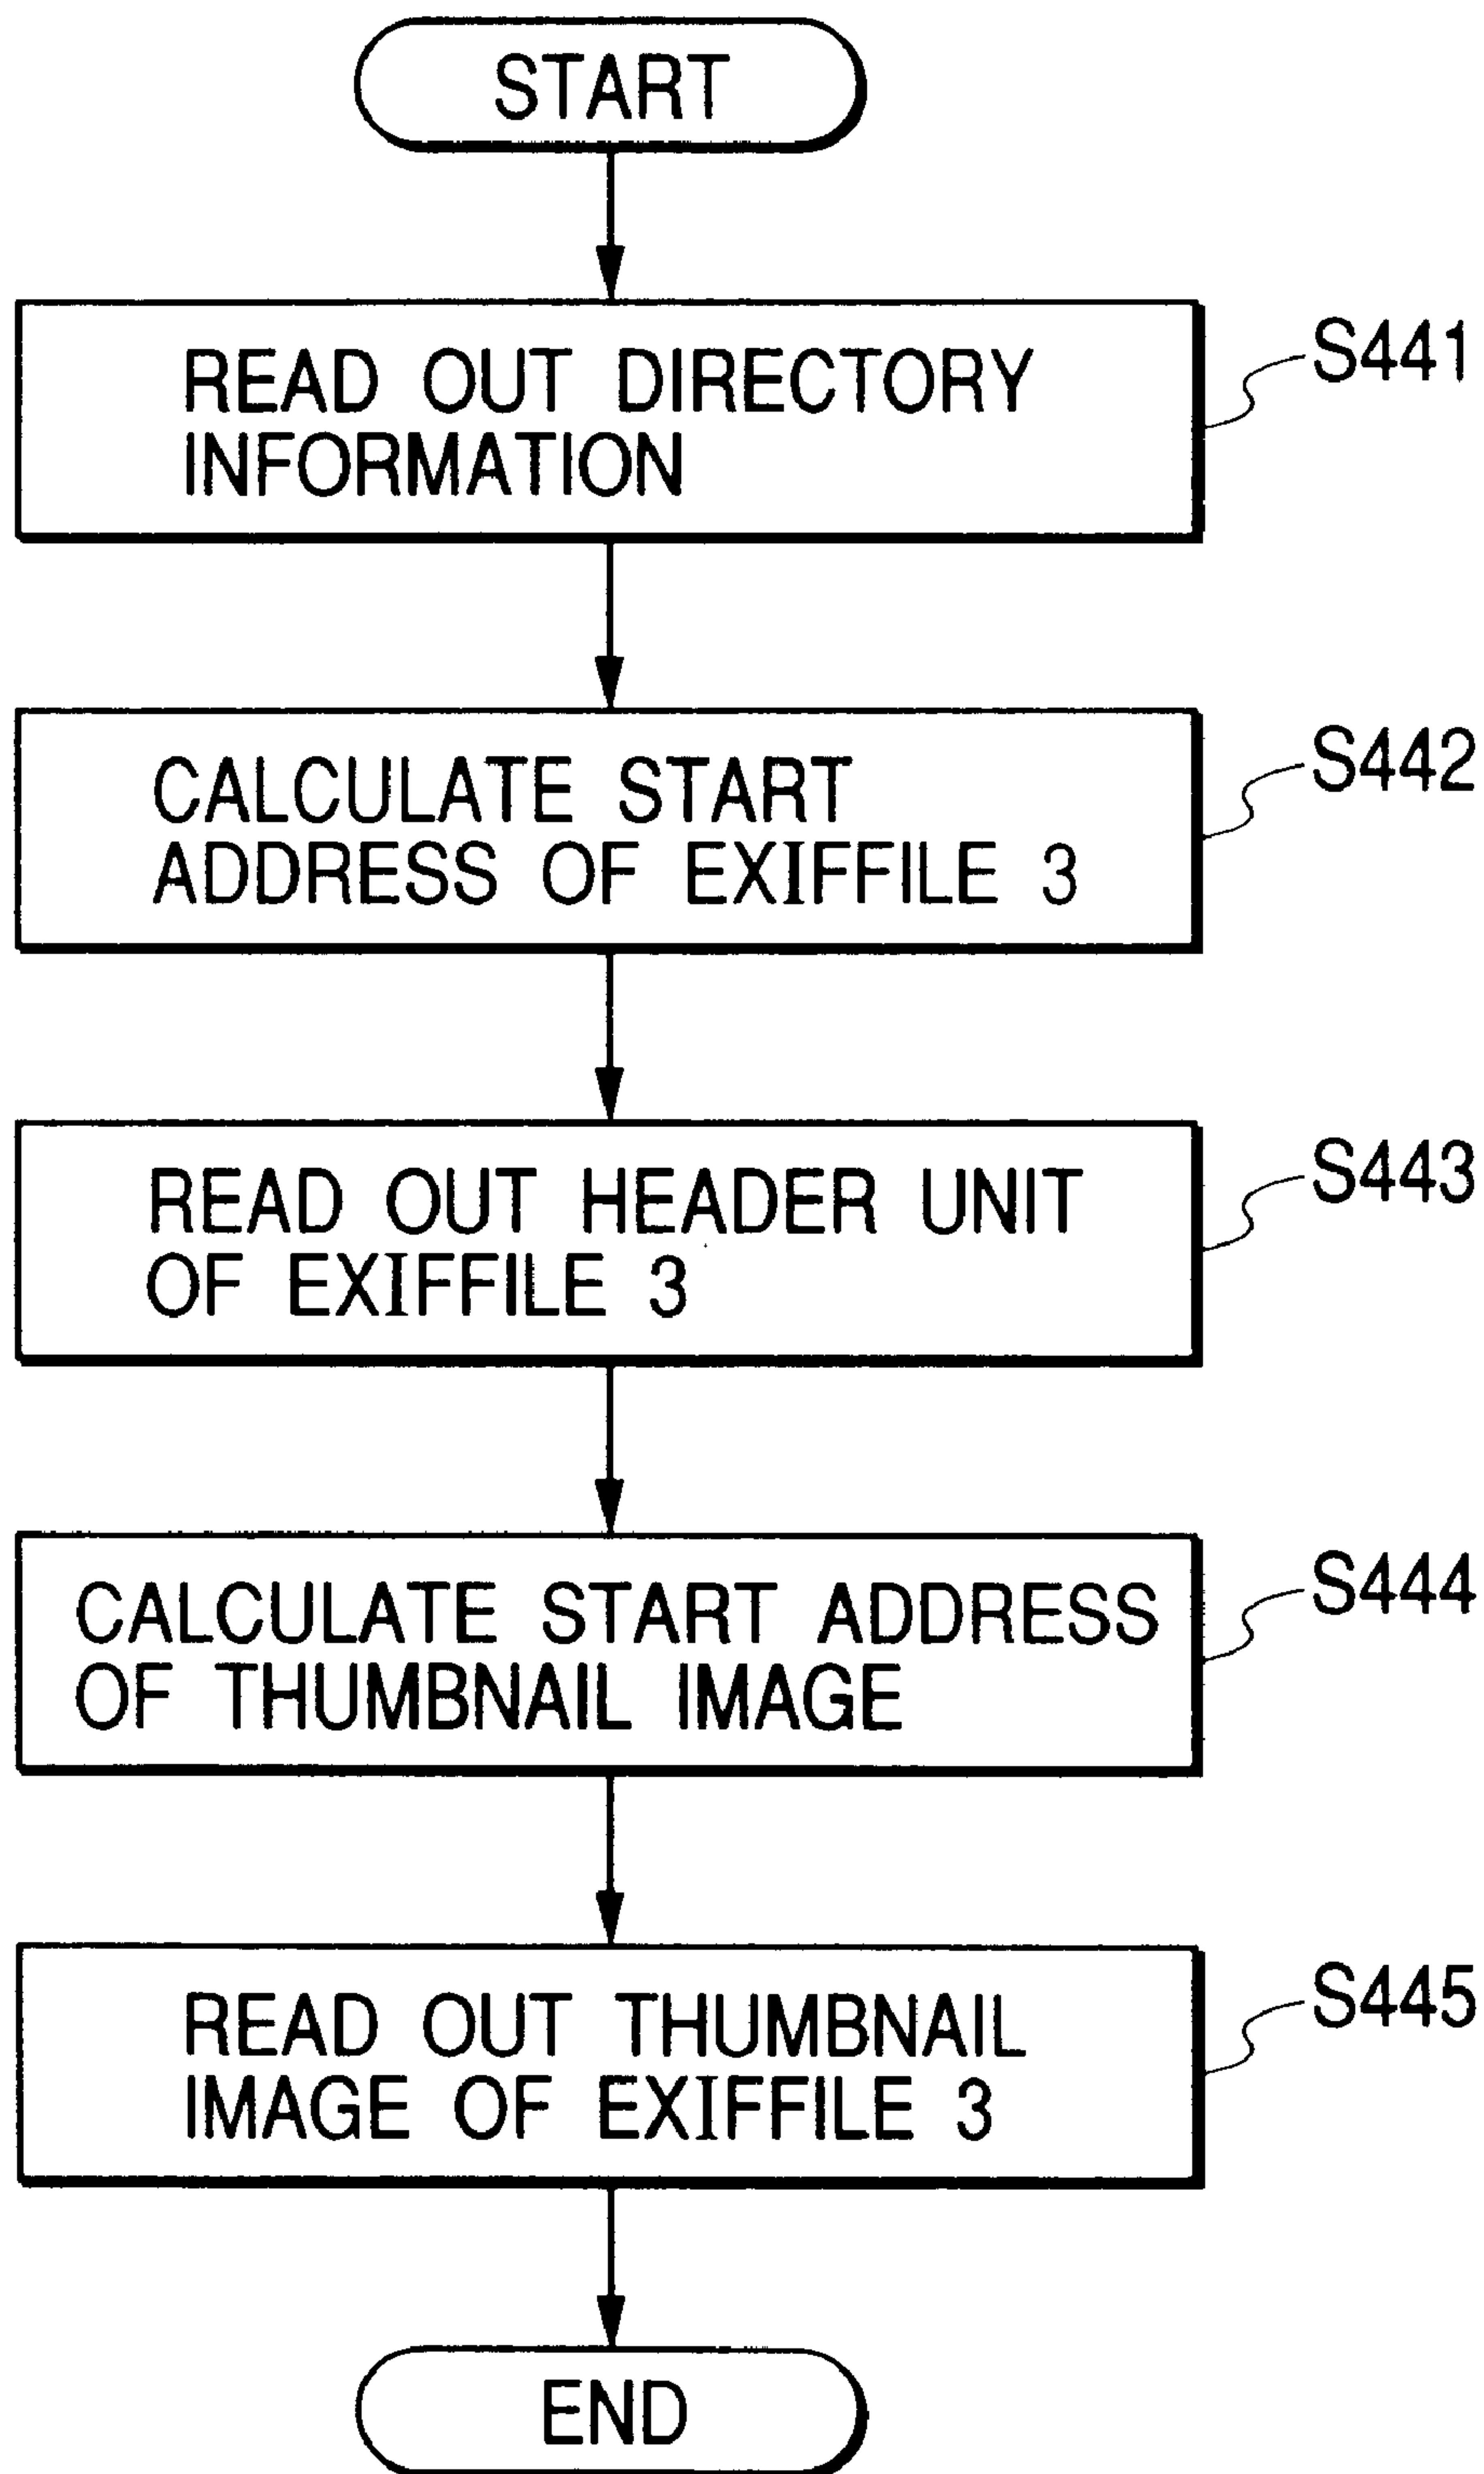 START
READ OUT DIRECTORY
INFORMATION
S441
CALCULATE START
ADDRESS OF EXIFFILE 3
S442
READ OUT HEADER UNIT
OF EXIFFILE 3
S443
CALCULATE START ADDRESS
OF THUMBNAIL IMAGE
S444
READ OUT THUMBNAIL
IMAGE OF EXIFFILE 3
S445
END